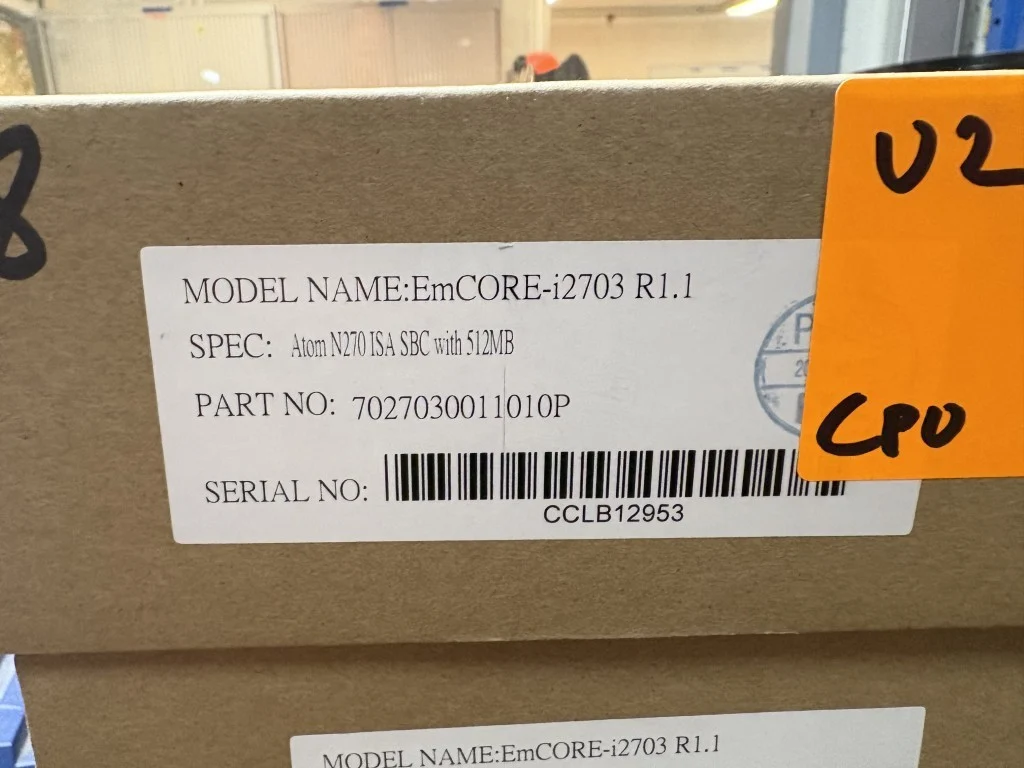 8
V2
MODEL NAME:EmCORE-i2703 R1.1
SPEC: Atom N270 ISA SBC with 512MB
PART NO: 7027030011010P
CPU
SERIAL NO:
CCLB12953
MODEL NAME:EmCORE-i2703 R1.1